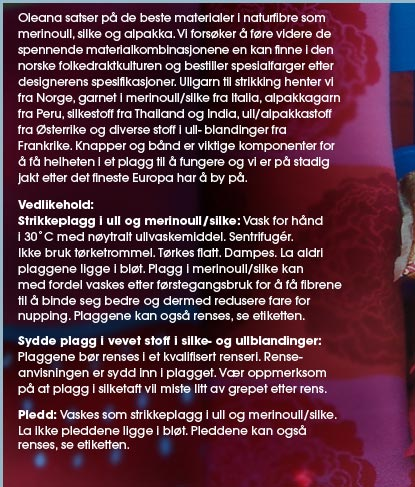 Oleana satser på de beste materialer i naturfibre som
merinoull, silke og alpakka. Vi forsøker å føre videre de
spennende materialkombinasjonene en kan finne i den
norske folkedraktkulturen og bestiller spesialfarger etter
designerens spesifikasjoner. Ullgarn til strikking henter vi
fra Norge, garnet i merinoull/silke fra Italia, alpakkagarn
fra Peru, silkestoff fra Thailand og India, ull/alpakkastoff
fra Østerrike og diverse stoff i ull- blandinger fra
Frankrike. Knapper og bånd er viktige komponenter for
å få helheten i et plagg til å fungere og vi er på stadig
jakt etter det fineste Europa har å by på.
Vedlikehold:
Strikkeplagg i ull og merinoull/silke: Vask for hånd
i 30˚C med nøytralt ullvaskemiddel. Sentrifugér.
Ikke bruk tørketrommel. Tørkes flatt. Dampes. La aldri
plaggene ligge i bløt. Plagg i merinoull/silke kan
med fordel vaskes etter førstegangsbruk for å få fibrene
til å binde seg bedre og dermed redusere fare for
nupping. Plaggene kan også renses, se etiketten.
Sydde plagg i vevet stoff i silke- og ullblandinger:
Plaggene bør renses i et kvalifisert renseri. Rense-
anvisningen er sydd inn i plagget. Vær oppmerksom
på at plagg i silketaft vil miste litt av grepet etter rens.
Pledd: Vaskes som strikkeplagg i ull og merinoull/silke.
La ikke pleddene ligge i bløt. Pleddene kan også
renses, se etiketten.